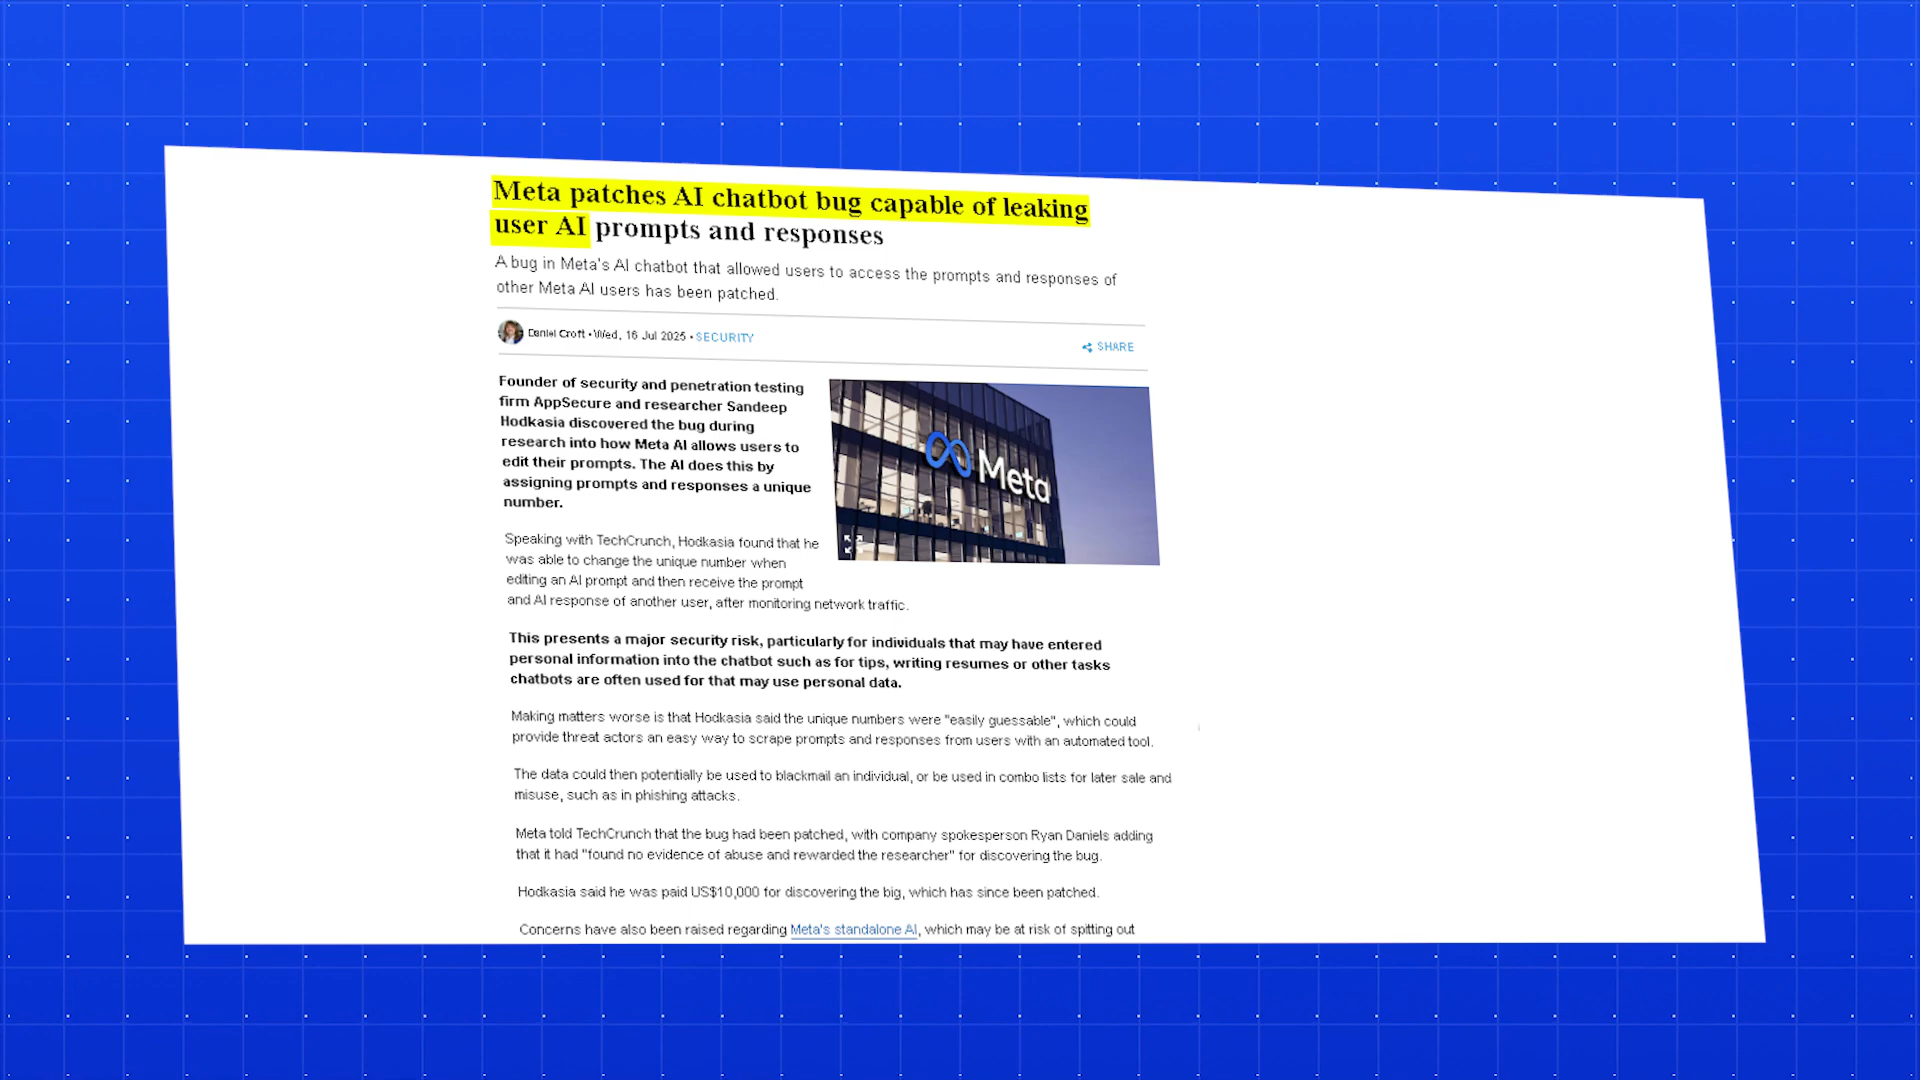 Meta patches AI chatbot bug capable of leaking
user AI prompts and responses
A bug in Meta's AI chatbot that allowed users to access the prompts and responses of
other Meta AI users has been patched.
Daniel Croft • Wed, 16 Jul 2025 • SECURITY
SHARE
Founder of security and penetration testing
firm AppSecure and researcher Sandeep
Hodkasia discovered the bug during
research into how Meta AI allows users to
edit their prompts. The AI does this by
assigning prompts and responses a unique
number.
Meta
Speaking with TechCrunch, Hodkasia found that he
was able to change the unique number when
editing an AI prompt and then receive the prompt
and AI response of another user, after monitoring network traffic.
This presents a major security risk, particularly for individuals that may have entered
personal information into the chatbot such as for tips, writing resumes or other tasks
chatbots are often used for that may use personal data.
Making matters worse is that Hodkasia said the unique numbers were "easily guessable", which could
provide threat actors an easy way to scrape prompts and responses from users with an automated tool.
The data could then potentially be used to blackmail an individual, or be used in combo lists for later sale and
misuse, such as in phishing attacks.
Meta told TechCrunch that the bug had been patched, with company spokesperson Ryan Daniels adding
that it had "found no evidence of abuse and rewarded the researcher" for discovering the bug.
Hodkasia said he was paid US$10,000 for discovering the big, which has since been patched.
Concerns have also been raised regarding Meta's standalone AI, which may be at risk of spitting out